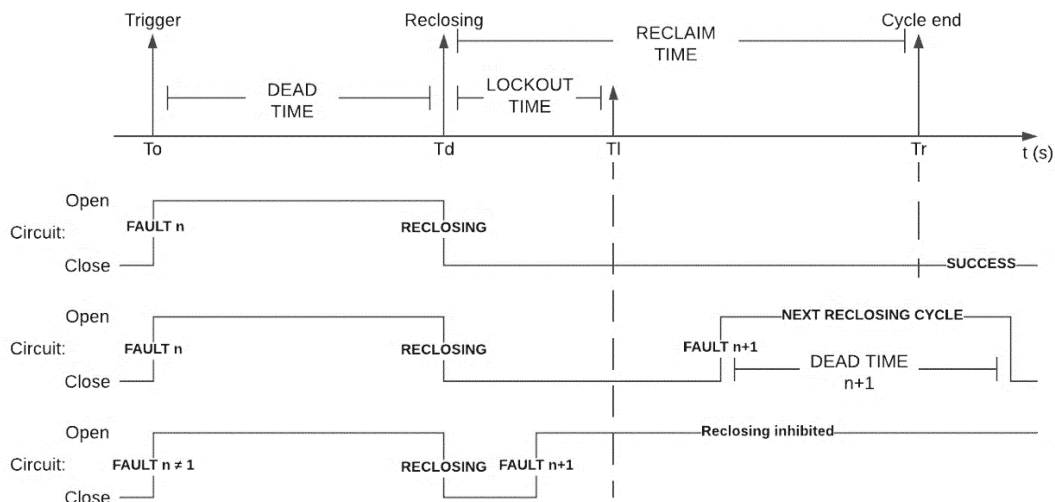 Trigger
Reclosing
Cycle end
RECLAIM
TIME
DEAD
TIME
LOCKOUT
TIME
To
Td
Tl
Tr
t (s)
Open
Circuit:
FAULT n
RECLOSING
Close
SUCCESS
Open
NEXT RECLOSING CYCLE
Circuit:
FAULT n
RECLOSING
FAULT n+1
DEAD TIME
n+1
Close
Open
Reclosing inhibited
Circuit:
FAULT n ≠ 1
RECLOSING
FAULT n+1
Close